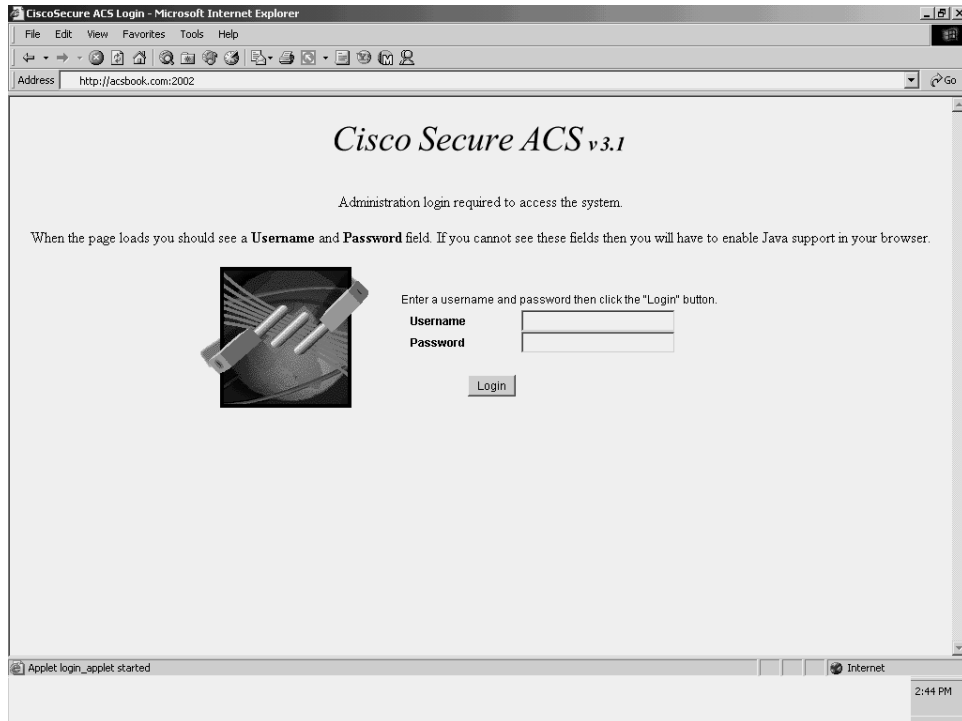 CiscoSecure ACS Login - Microsoft Internet Explorer
File Edit View Favorites Tools Help
Address http://acsbook.com:2002 Go
Cisco Secure ACS v 3.1
Administration login required to access the system.
When the page loads you should see a Username and Password field. If you cannot see these fields then you will have to enable Java support in your browser.
Enter a username and password then click the "Login" button.
Username
Password
Login
Applet login_applet started Internet
2:44 PM